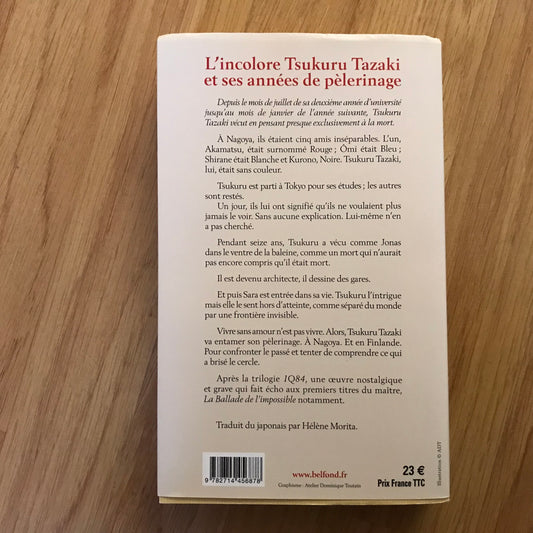 L'incolore Tsukuru Tazaki
et ses années de pèlerinage
Depuis le mois de juillet de sa deuxième année d'université
jusqu'au mois de janvier de l'année suivante, Tsukuru
Tazaki vécut en pensant presque exclusivement à la mort.
À Nagoya, ils étaient cinq amis inséparables. L'un,
Akamatsu, était surnommé Rouge ; Ômi était Bleu ;
Shirane était Blanche et Kurono, Noire. Tsukuru Tazaki,
lui, était sans couleur.
Tsukuru est parti à Tokyo pour ses études ; les autres
sont restés.
Un jour, ils lui ont signifié qu'ils ne voulaient plus
jamais le voir. Sans aucune explication. Lui-même n'en
a pas cherché.
Pendant seize ans, Tsukuru a vécu comme Jonas
dans le ventre de la baleine, comme un mort qui n'aurait
pas encore compris qu'il était mort.
Il est devenu architecte, il dessine des gares.
Et puis Sara est entrée dans sa vie. Tsukuru l'intrigue
mais elle le sent hors d'atteinte, comme séparé du monde
par une frontière invisible.
Vivre sans amour n'est pas vivre. Alors, Tsukuru Tazaki
va entamer son pèlerinage. À Nagoya. Et en Finlande.
Pour confronter le passé et tenter de comprendre ce qui
a brisé le cercle.
Après la trilogie 1Q84, une œuvre nostalgique
et grave qui fait écho aux premiers titres du maître,
La Ballade de l'impossible notamment.
Traduit du japonais par Hélène Morita.
9 782714 456878
www.belfond.fr
Graphisme : Atelier Dominique Toutain
23 €
Prix France TTC
Illustration © ADT